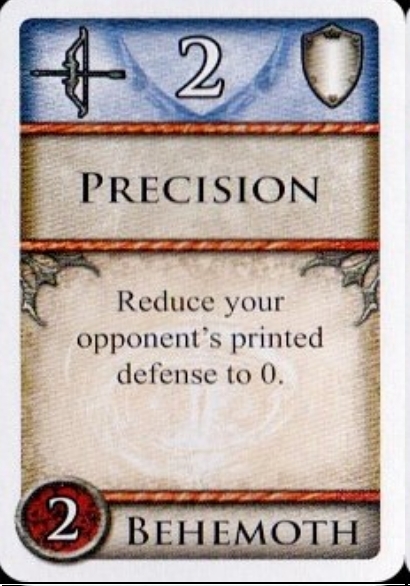 2
PRECISION
Reduce your
opponent's printed
defense to 0.
2 BEHEMOTH